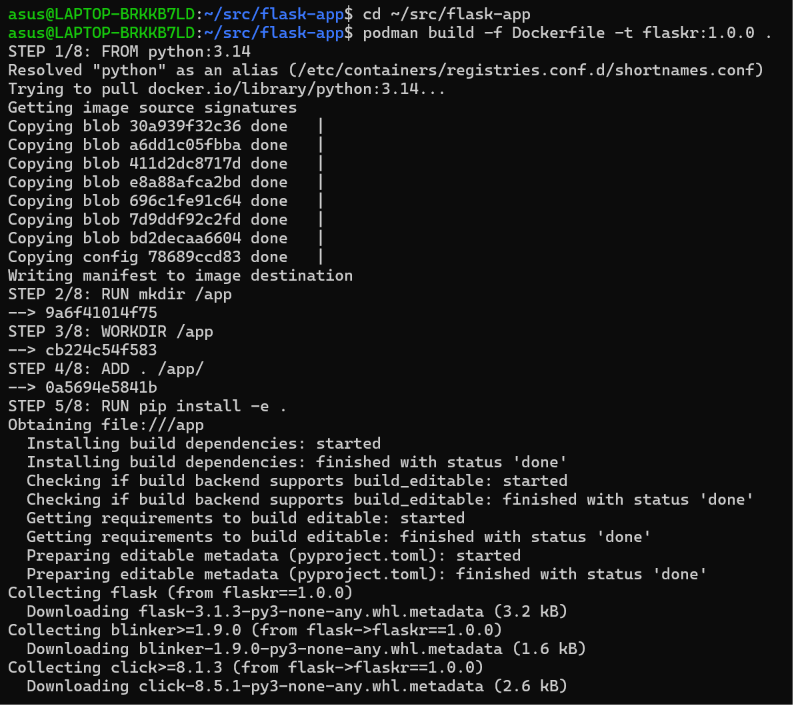 asus@LAPTOP-BRKKB7LD:~/src/flask-app$ cd ~/src/flask-app
asus@LAPTOP-BRKKB7LD:~/src/flask-app$ podman build -f Dockerfile -t flaskr:1.0.0 .
STEP 1/8: FROM python:3.14
Resolved "python" as an alias (/etc/containers/registries.conf.d/shortnames.conf)
Trying to pull docker.io/library/python:3.14...
Getting image source signatures
Copying blob 30a939f32c36 done   |
Copying blob a6dd1c05fbba done   |
Copying blob 411d2dc8717d done   |
Copying blob e8a88afca2bd done   |
Copying blob 696c1fe91c64 done   |
Copying blob 7d9ddf92c2fd done   |
Copying blob bd2decaa6604 done   |
Copying config 78689ccd83 done   |
Writing manifest to image destination
STEP 2/8: RUN mkdir /app
--> 9a6f41014f75
STEP 3/8: WORKDIR /app
--> cb224c54f583
STEP 4/8: ADD . /app/
--> 0a5694e5841b
STEP 5/8: RUN pip install -e .
Obtaining file:///app
  Installing build dependencies: started
  Installing build dependencies: finished with status 'done'
  Checking if build backend supports build_editable: started
  Checking if build backend supports build_editable: finished with status 'done'
  Getting requirements to build editable: started
  Getting requirements to build editable: finished with status 'done'
  Preparing editable metadata (pyproject.toml): started
  Preparing editable metadata (pyproject.toml): finished with status 'done'
Collecting flask (from flaskr==1.0.0)
  Downloading flask-3.1.3-py3-none-any.whl.metadata (3.2 kB)
Collecting blinker>=1.9.0 (from flask->flaskr==1.0.0)
  Downloading blinker-1.9.0-py3-none-any.whl.metadata (1.6 kB)
Collecting click>=8.1.3 (from flask->flaskr==1.0.0)
  Downloading click-8.5.1-py3-none-any.whl.metadata (2.6 kB)